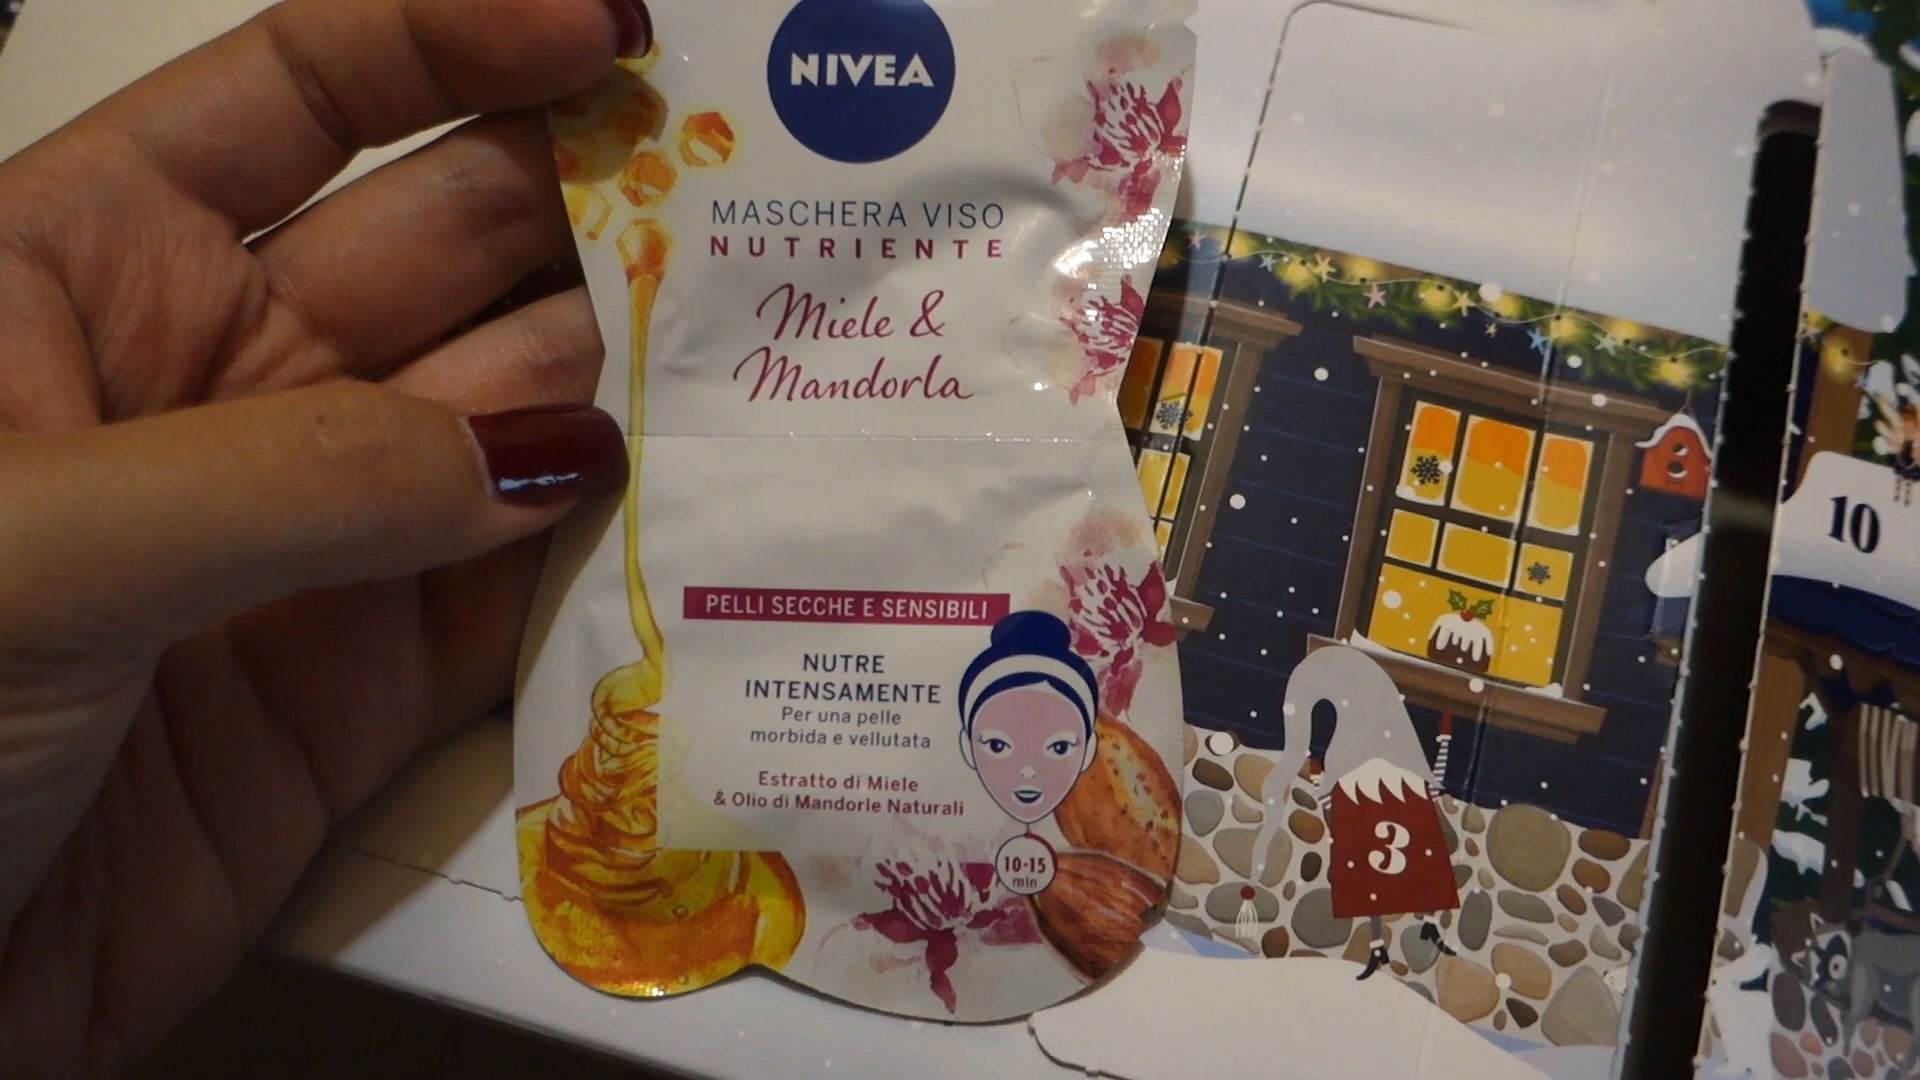 NIVEA
MASCHERA VISO
NUTRIENTE
Miele &
Mandorla
PELLI SECCHE E SENSIBILI
NUTRE
INTENSAMENTE
Per una pelle
morbida e vellutata
Estratto di Miele
& Olio di Mandorle Naturali
10-15
min
3
10